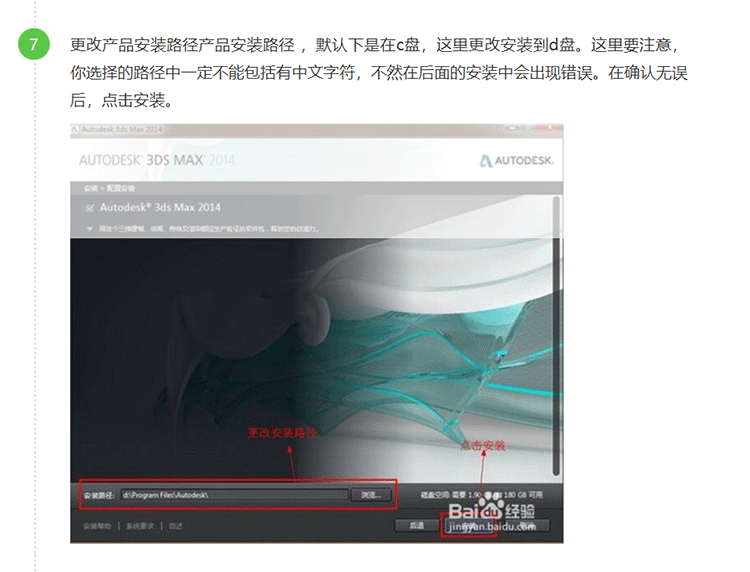 7
更改产品安装路径产品安装路径 ，默认下是在c盘，这里更改安装到d盘。这里要注意，
你选择的路径中一定不能包括有中文字符，不然在后面的安装中会出现错误。在确认无误
后，点击安装。
Autodesk 3ds Max 2014
AUTODESK® 3DS MAX® 2014
AUTODESK.
安装 > 配置安装
Autodesk® 3ds Max 2014
更改安装路径
点击安装
安装路径: d:\Program Files\Autodesk\ 浏览...
磁盘空间: 需要 1.90 180 GB 可用
Baidu经验
安装帮助 | 系统要求 | 自述
后退 安装 取消
jingyan.baidu.com